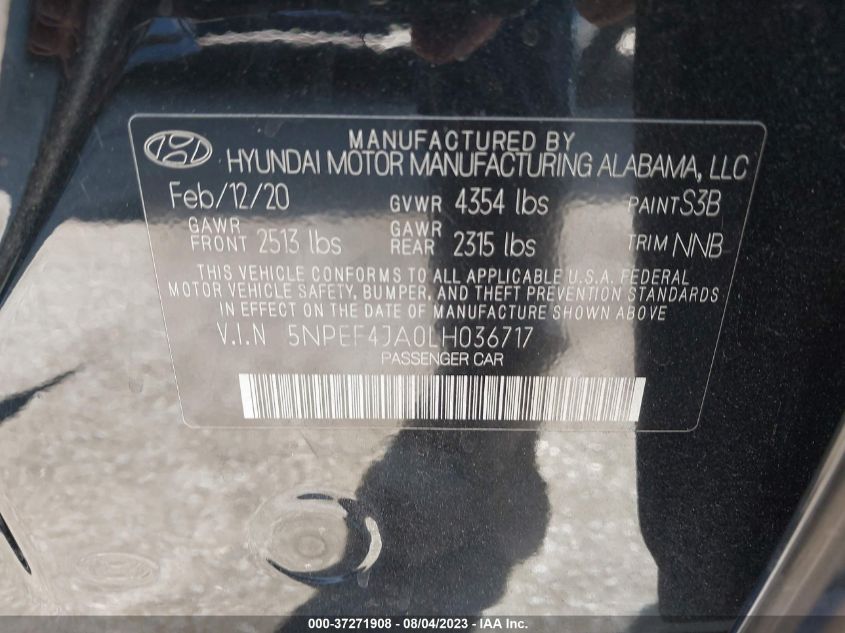 MANUFACTURED BY
HYUNDAI MOTOR MANUFACTURING ALABAMA, LLC
Feb/12/20 GVWR 4354 lbs PAINT S3B
GAWR FRONT 2513 lbs GAWR REAR 2315 lbs TRIM NNB
THIS VEHICLE CONFORMS TO ALL APPLICABLE U.S.A. FEDERAL
MOTOR VEHICLE SAFETY, BUMPER, AND THEFT PREVENTION STANDARDS
IN EFFECT ON THE DATE OF MANUFACTURE SHOWN ABOVE.
V.I.N 5NPEF4JA0LH036717
PASSENGER CAR
000-37271908 - 08/04/2023 - IAA Inc.